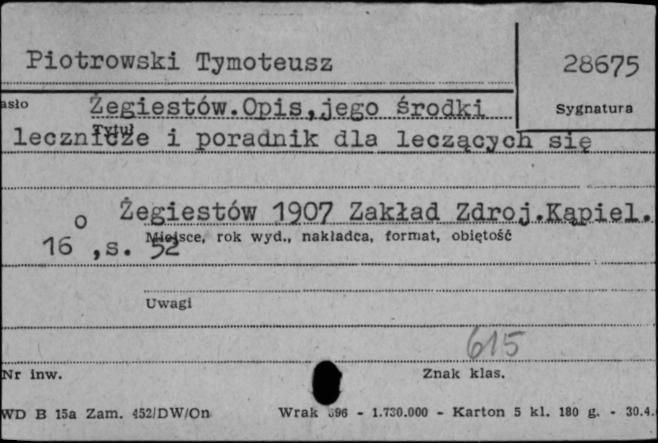 Piotrowski Tymoteusz
28675
asło
Żegiestów.Opis,jego środki
Sygnatura
Tytuł
lecznicze i poradnik dla leczących się
Żegiestów 1907 Zakład Zdroj.Kąpiel.
Miejsce, rok wyd., nakładca, format, objętość
16°,s. 52
Uwagi
615
Nr inw.
Znak klas.
WD B 15a Zam. 452/DW/On
Wrak 696 - 1.730.000 - Karton 5 kl. 180 g. - 30.4.